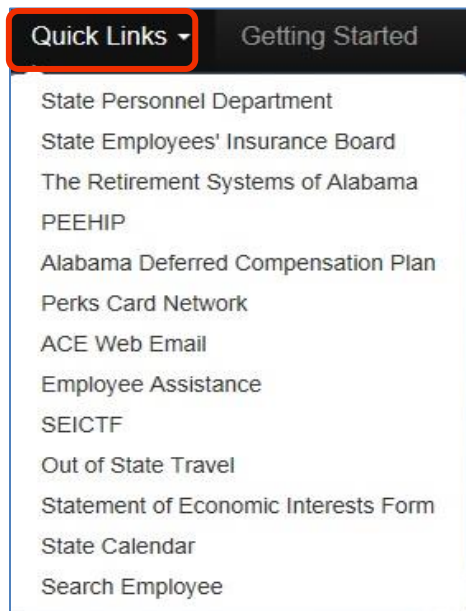 Quick Links Getting Started
State Personnel Department
State Employees' Insurance Board
The Retirement Systems of Alabama
PEEHIP
Alabama Deferred Compensation Plan
Perks Card Network
ACE Web Email
Employee Assistance
SEICTF
Out of State Travel
Statement of Economic Interests Form
State Calendar
Search Employee